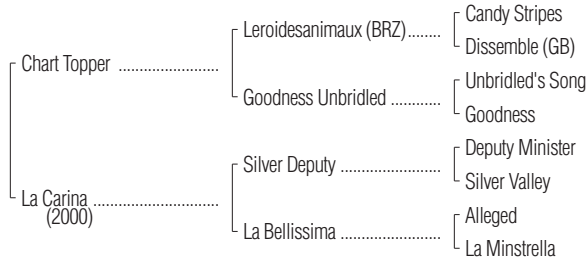 Candy Stripes
Leroidesanimaux (BRZ)........
Dissemble (GB)
Chart Topper ........................
Unbridled's Song
Goodness Unbridled ............
Goodness
Deputy Minister
Silver Deputy ........................
Silver Valley
La Carina ..............................
(2000)
Alleged
La Bellissima ........................
La Minstrella